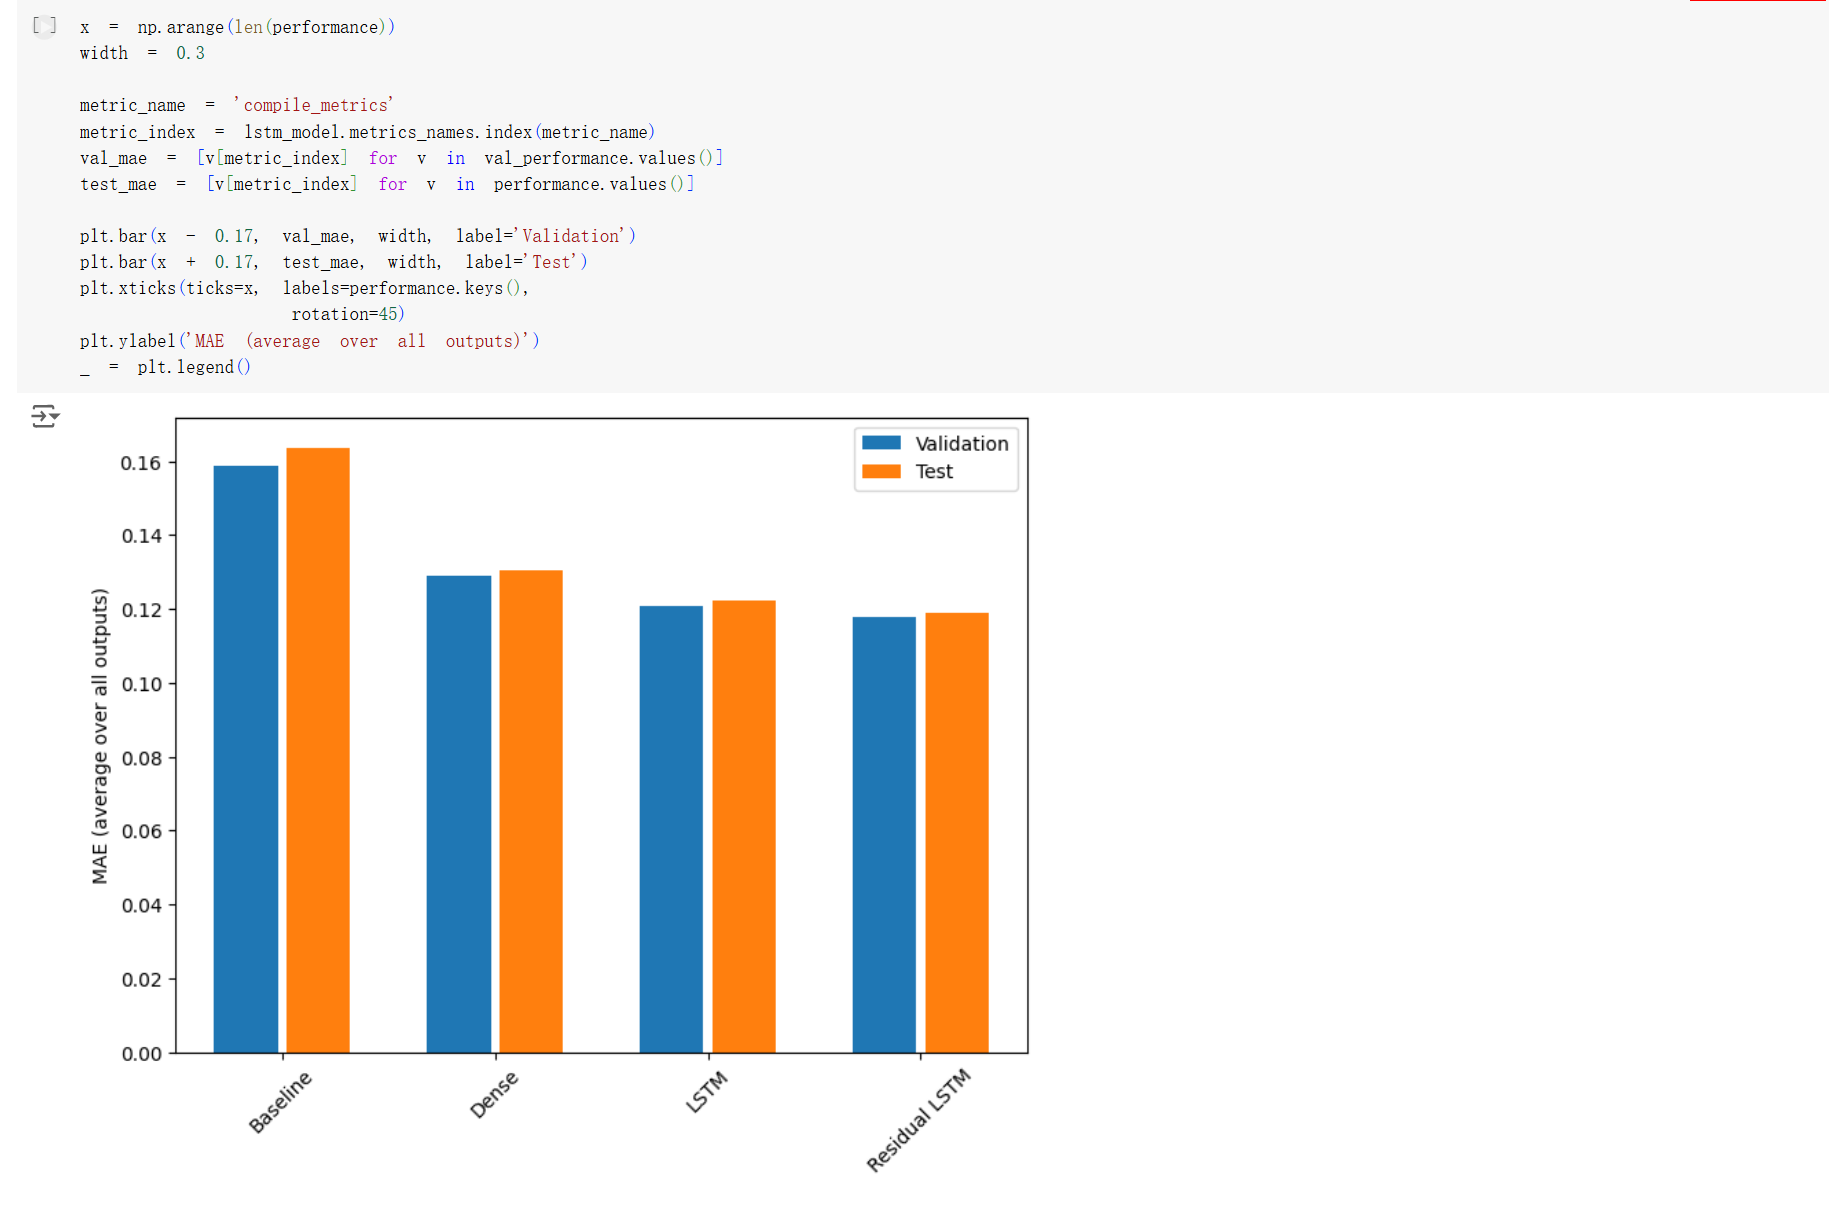 [ ] x = np.arange(len(performance))
width = 0.3
metric_name = 'compile_metrics'
metric_index = lstm_model.metrics_names.index(metric_name)
val_mae = [v[metric_index] for v in val_performance.values()]
test_mae = [v[metric_index] for v in performance.values()]
plt.bar(x - 0.17, val_mae, width, label='Validation')
plt.bar(x + 0.17, test_mae, width, label='Test')
plt.xticks(ticks=x, labels=performance.keys(),
rotation=45)
plt.ylabel('MAE (average over all outputs)')
_ = plt.legend()
Validation
Test
MAE (average over all outputs)
0.16
0.14
0.12
0.10
0.08
0.06
0.04
0.02
0.00
Baseline
Dense
LSTM
Residual LSTM